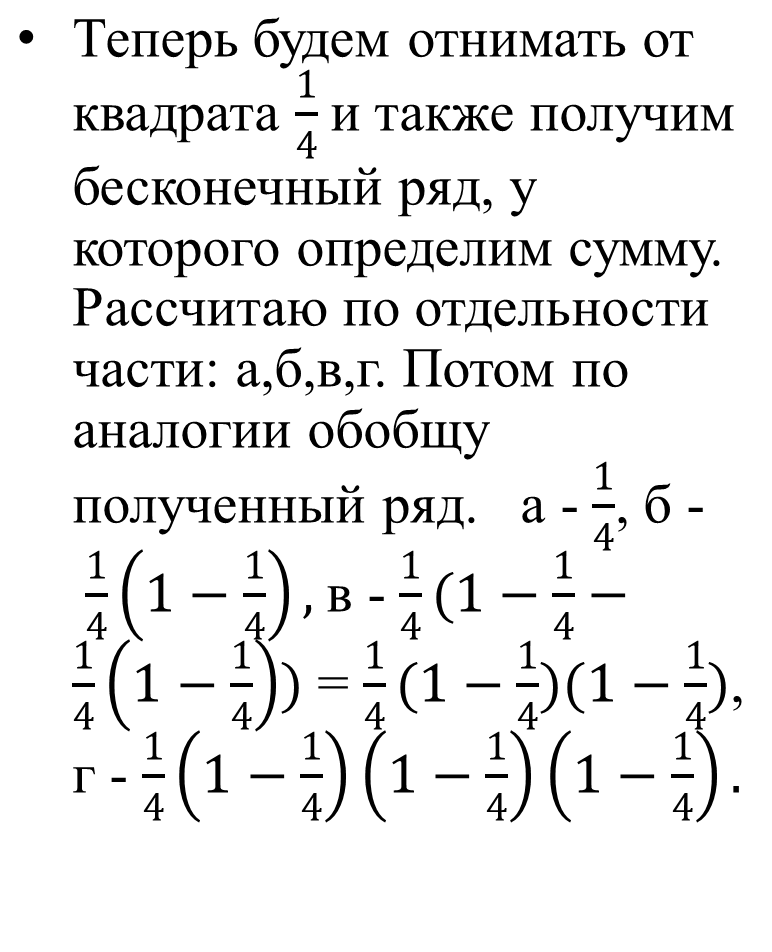 • Теперь будем отнимать от
квадрата 1/4 и также получим
бесконечный ряд, у
которого определим сумму.
Рассчитаю по отдельности
части: а,б,в,г. Потом по
аналогии обобщу
полученный ряд. а - 1/4, б -
1/4 (1 − 1/4) , в - 1/4 (1 − 1/4 −
1/4 (1 − 1/4)) = 1/4 (1 − 1/4)(1 − 1/4),
г - 1/4 (1 − 1/4) (1 − 1/4) (1 − 1/4) .